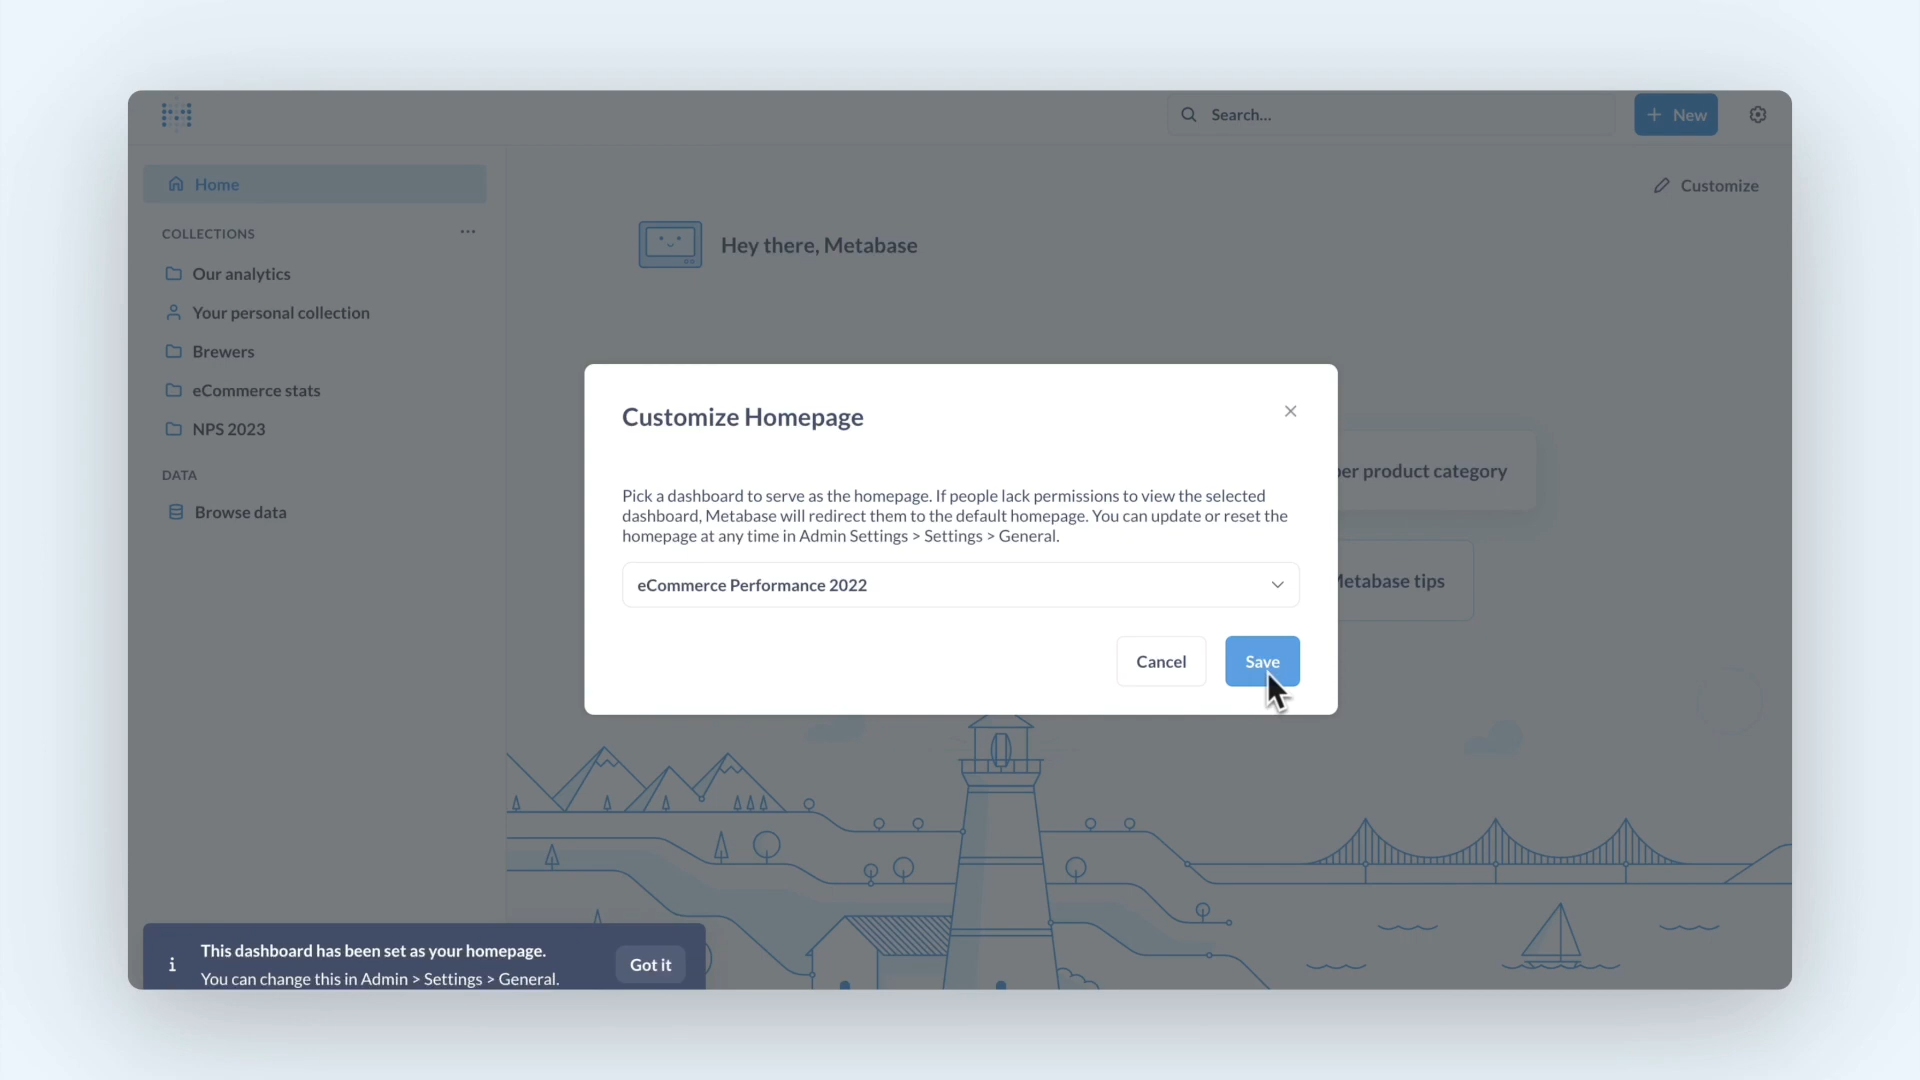 Search...
+ New
Home
Customize
COLLECTIONS
Hey there, Metabase
Our analytics
Your personal collection
Brewers
eCommerce stats
NPS 2023
DATA
Browse data
Customize Homepage
Pick a dashboard to serve as the homepage. If people lack permissions to view the selected
dashboard, Metabase will redirect them to the default homepage. You can update or reset the
homepage at any time in Admin Settings > Settings > General.
eCommerce Performance 2022
Cancel
Save
per product category
Metabase tips
This dashboard has been set as your homepage.
You can change this in Admin > Settings > General.
Got it